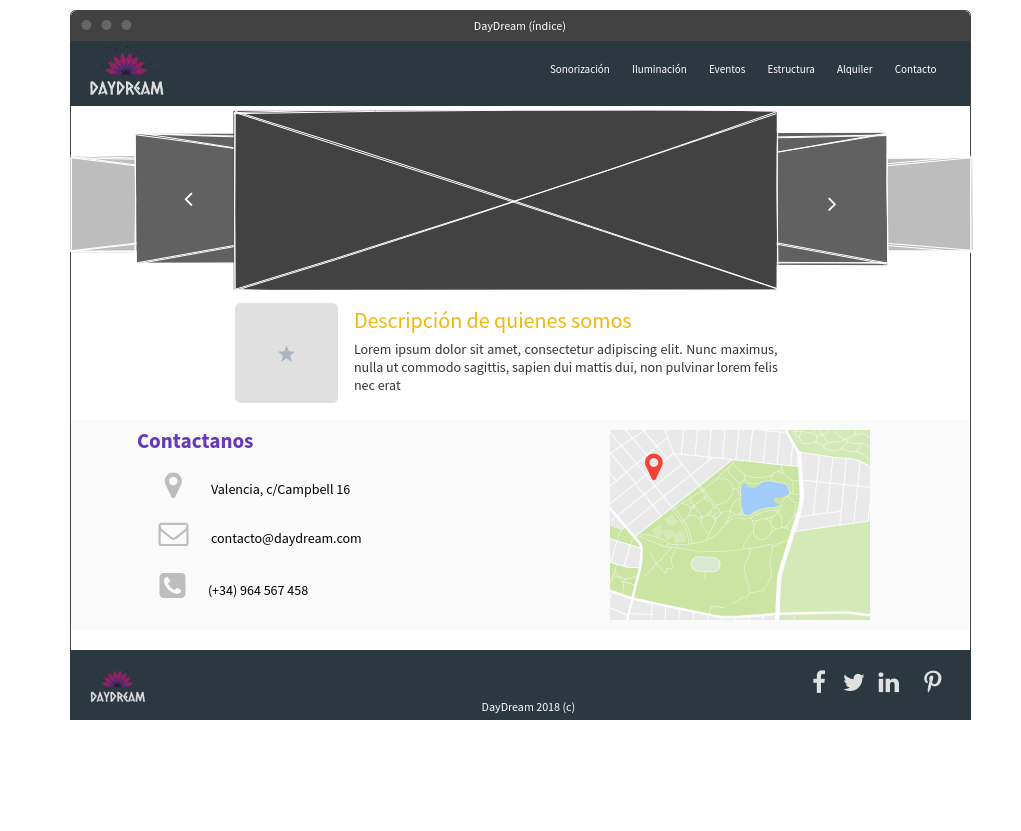 DayDream (índice)
DAYDREAM
Sonorización Iluminación Eventos Estructura Alquiler Contacto
Descripción de quienes somos
Lorem ipsum dolor sit amet, consectetur adipiscing elit. Nunc maximus,
nulla ut commodo sagittis, sapien dui mattis dui, non pulvinar lorem felis
nec erat
Contactanos
Valencia, c/Campbell 16
contacto@daydream.com
(+34) 964 567 458
DAYDREAM
DayDream 2018 (c)